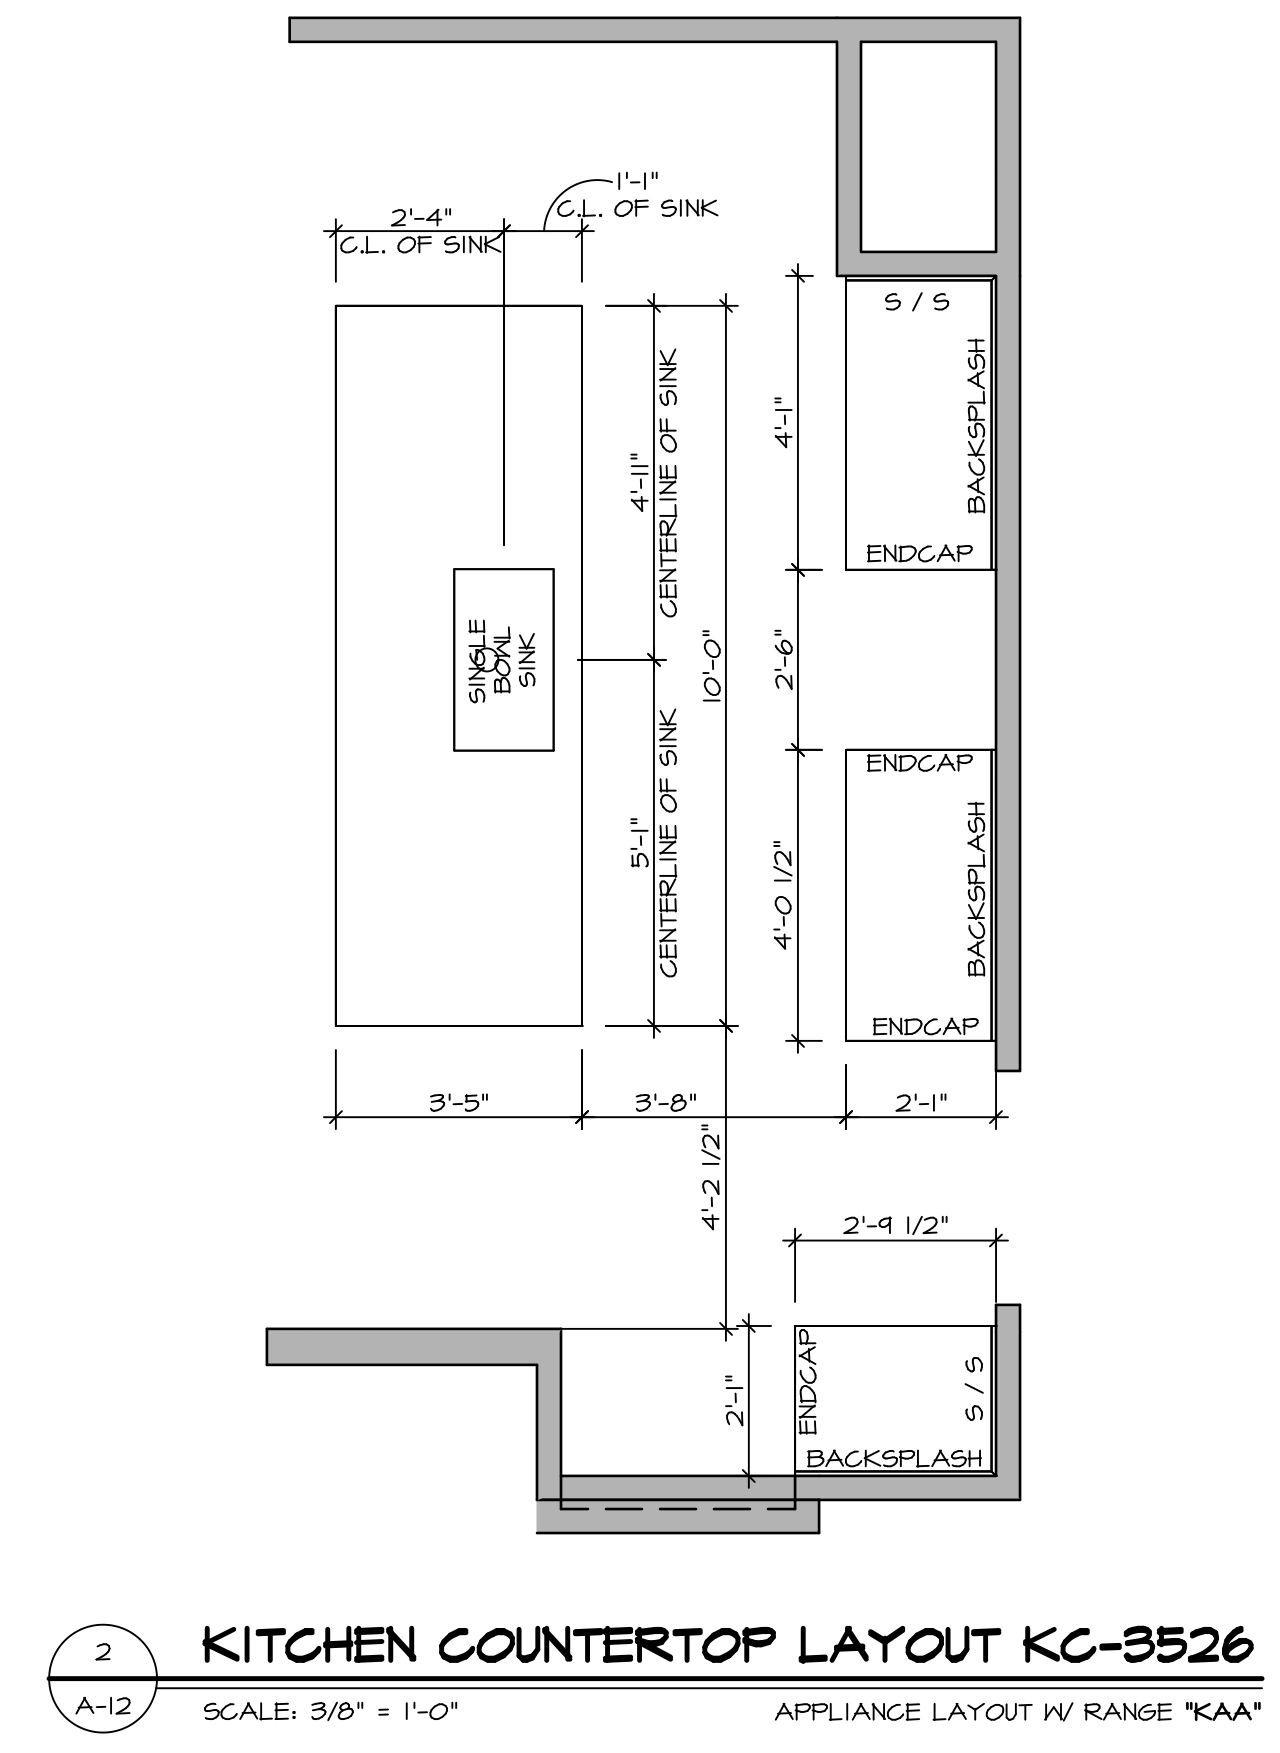 1'-1"
C.L. OF SINK
2'-4"
C.L. OF SINK
S / S
BACKSPLASH
4'-1"
CENTERLINE OF SINK
4'-11"
ENDCAP
SINGLE
BOWL
SINK
10'-0"
2'-6"
ENDCAP
BACKSPLASH
CENTERLINE OF SINK
5'-1"
4'-0 1/2"
ENDCAP
3'-5"
3'-8"
2'-1"
4'-2 1/2"
2'-9 1/2"
2'-1"
ENDCAP
S / S
BACKSPLASH
2
A-12
KITCHEN COUNTERTOP LAYOUT KC-3526
SCALE: 3/8" = 1'-0"
APPLIANCE LAYOUT W/ RANGE "KAA"